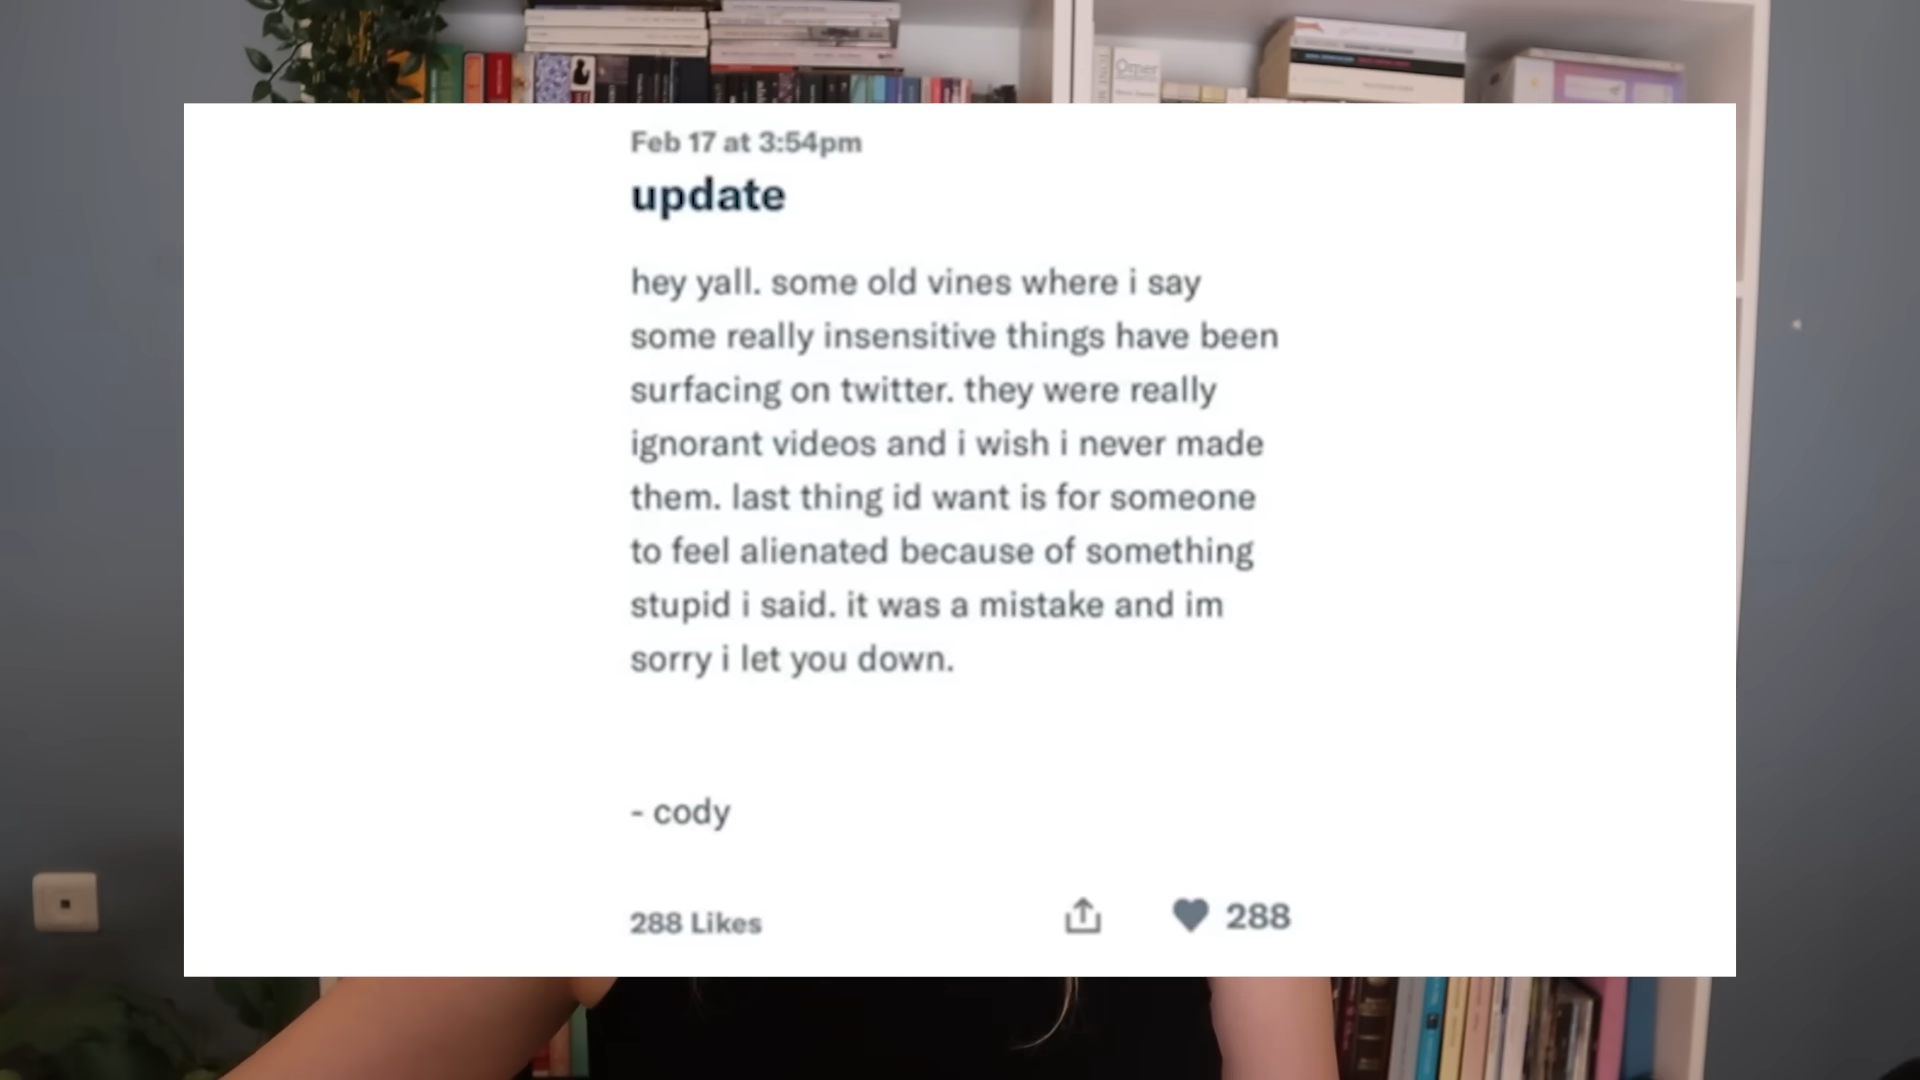 Omer
Feb 17 at 3:54pm
update
hey yall. some old vines where i say
some really insensitive things have been
surfacing on twitter. they were really
ignorant videos and i wish i never made
them. last thing id want is for someone
to feel alienated because of something
stupid i said. it was a mistake and im
sorry i let you down.
- cody
288 Likes
288